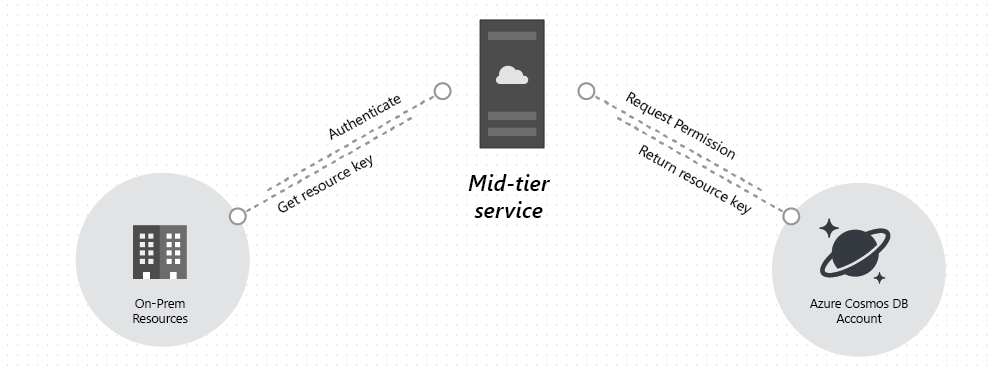 Authenticate
Get resource key
Request Permission
Return resource key
Mid-tier
service
On-Prem
Resources
Azure Cosmos DB
Account